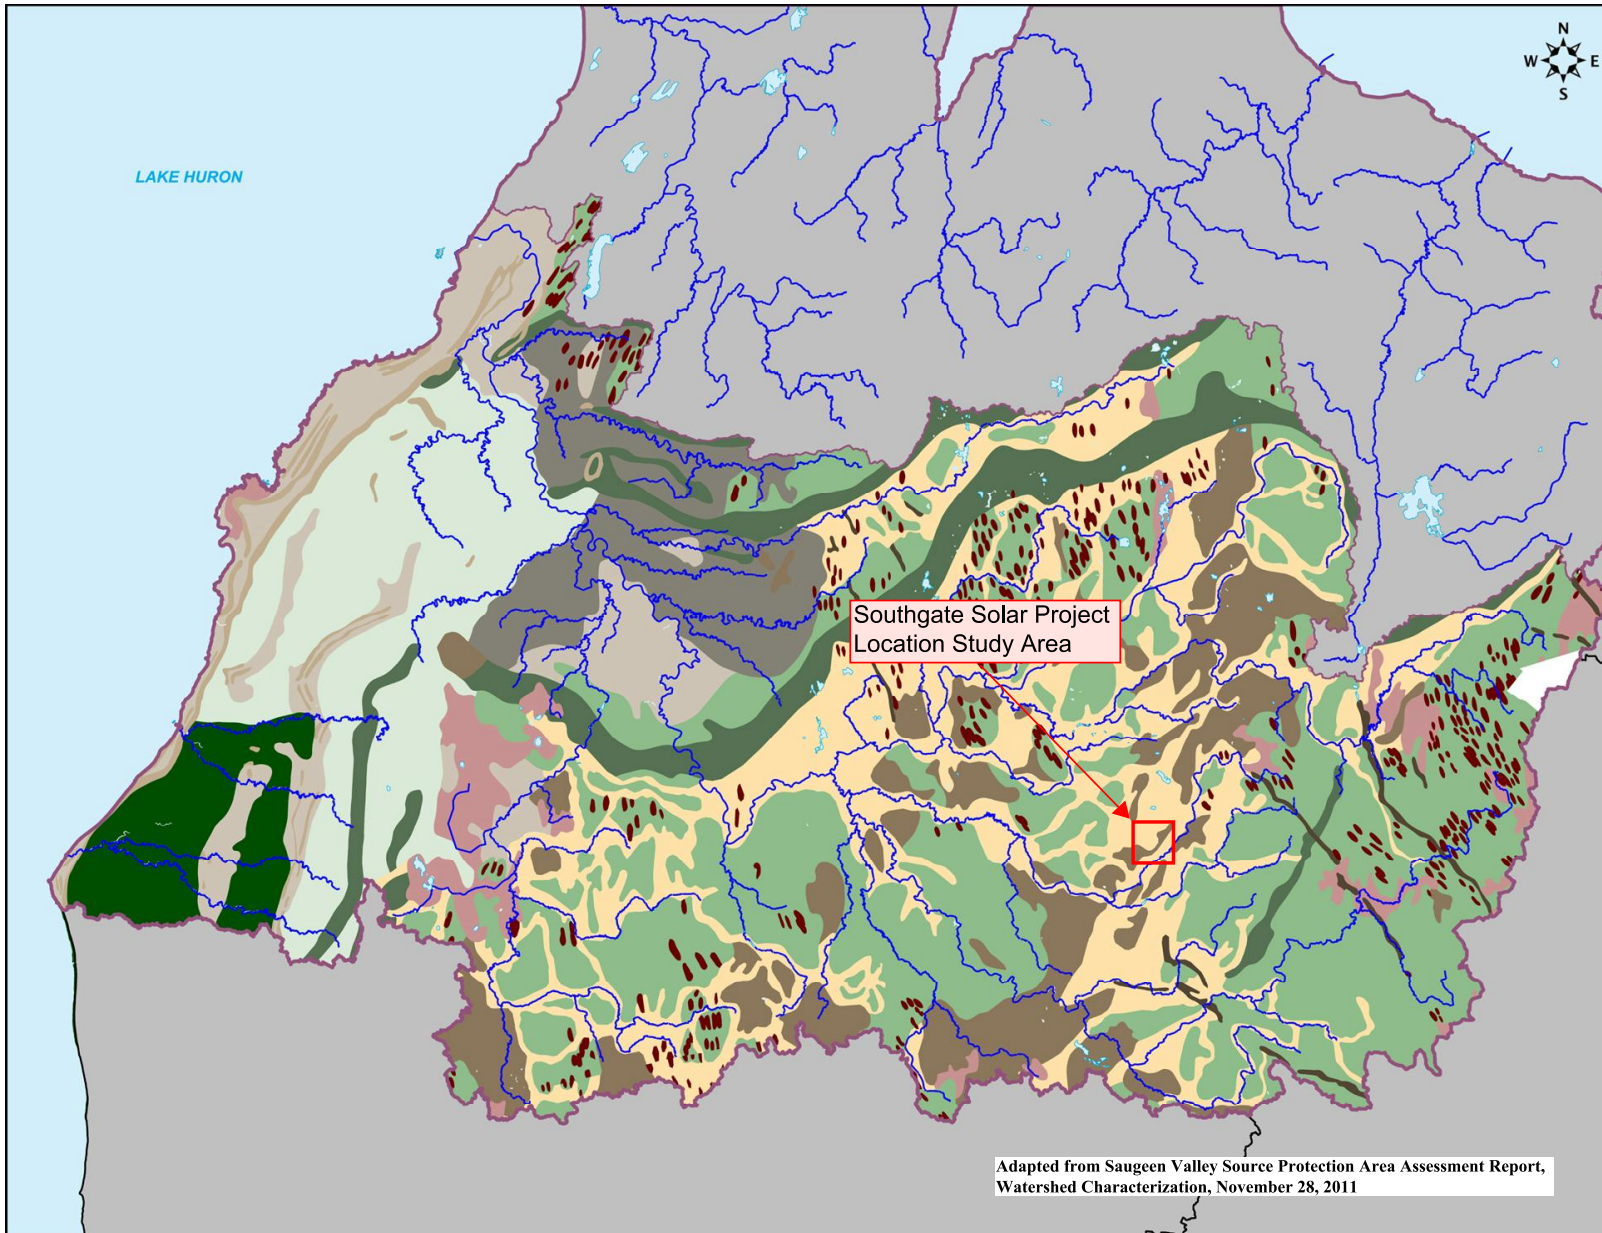 N
W E
S
LAKE HURON
Southgate Solar Project
Location Study Area
Adapted from Saugeen Valley Source Protection Area Assessment Report,
Watershed Characterization, November 28, 2011